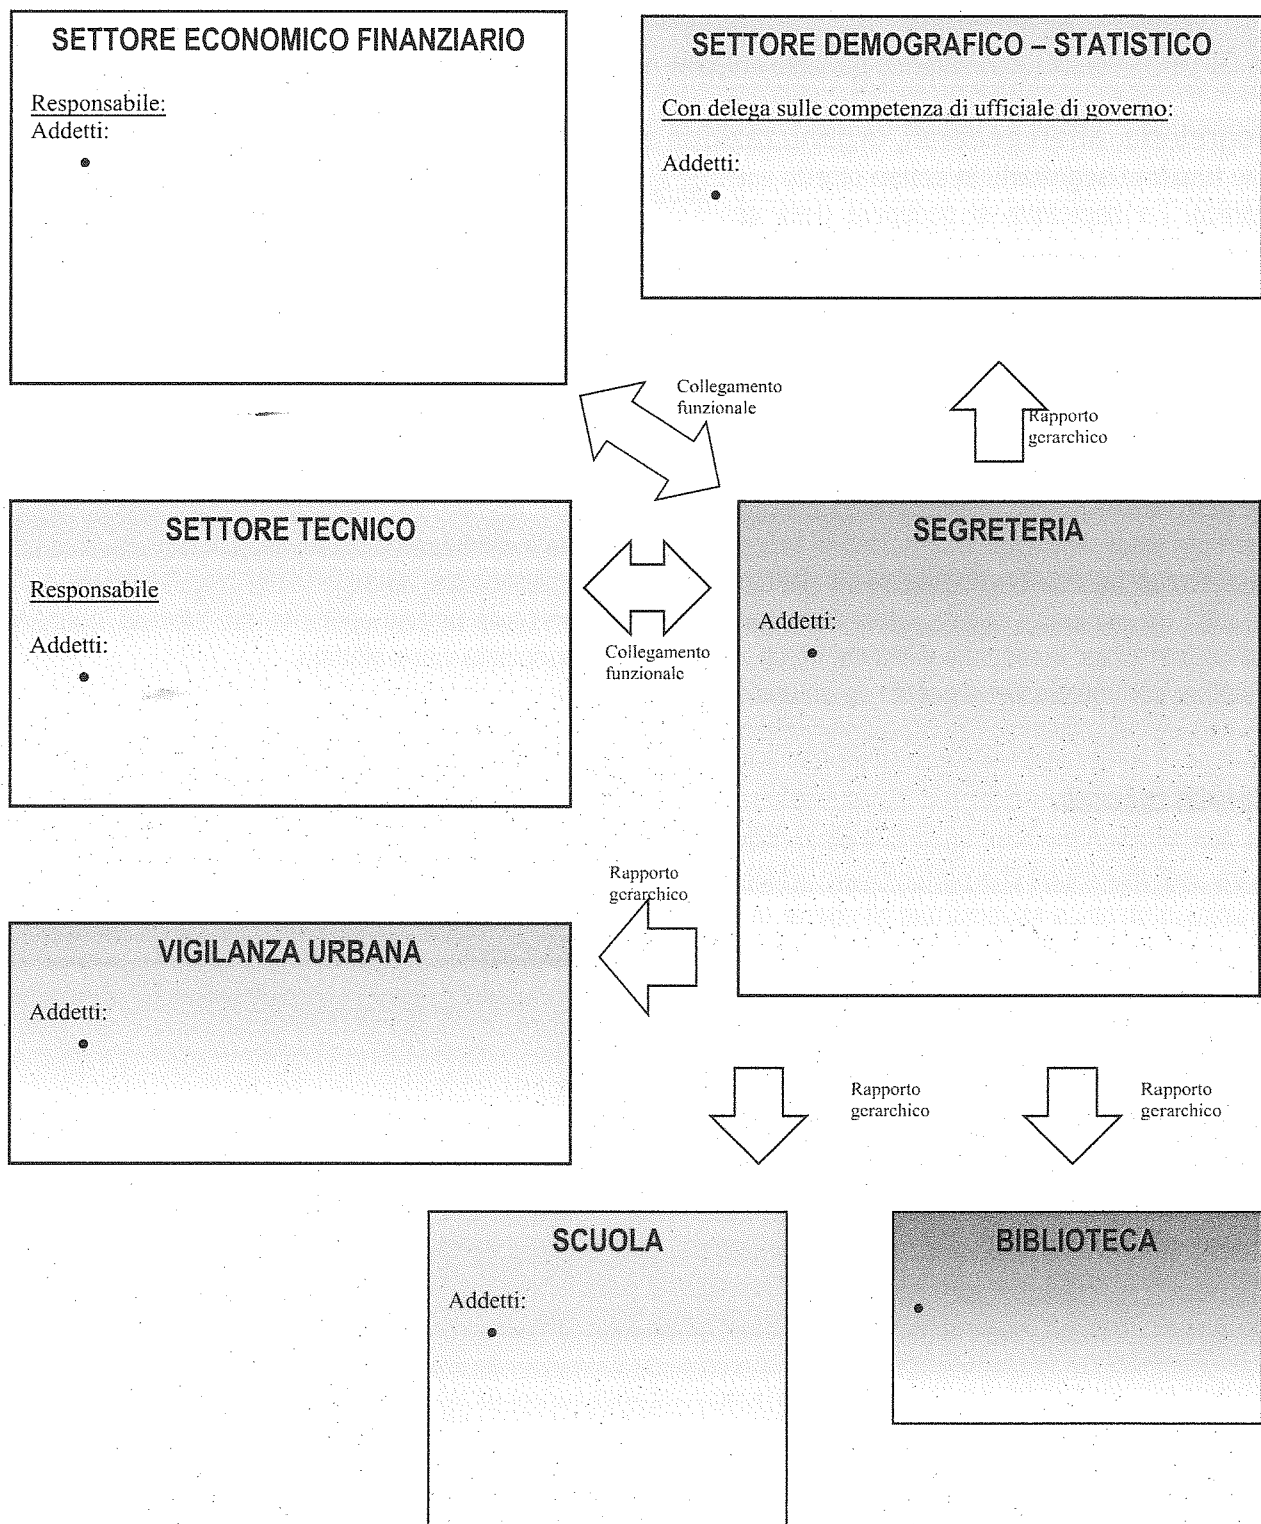 SETTORE ECONOMICO FINANZIARIO
Responsabile:
Addetti:
•
SETTORE DEMOGRAFICO – STATISTICO
Con delega sulle competenza di ufficiale di governo:
Addetti:
•
Collegamento
funzionale
Rapporto
gerarchico
SETTORE TECNICO
Responsabile
Addetti:
•
Collegamento
funzionale
SEGRETERIA
Addetti:
•
Rapporto
gerarchico
VIGILANZA URBANA
Addetti:
•
Rapporto
gerarchico
Rapporto
gerarchico
SCUOLA
Addetti:
•
BIBLIOTECA
•